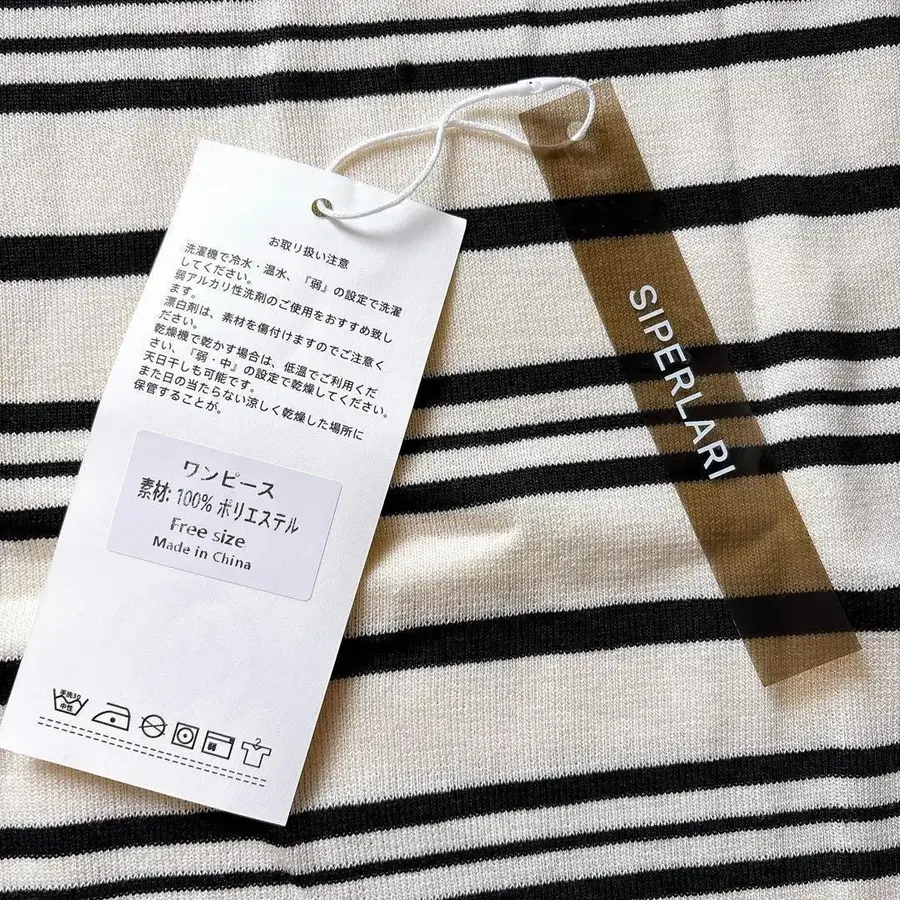 お取り扱い注意
洗濯機で冷水・温水、『弱』の設定で洗濯
してください。
弱アルカリ性洗剤のご使用をおすすめ致し
ます。
漂白剤は、素材を傷付けますのでご注意く
ださい。
乾燥機で乾かす場合は、低温でご利用くだ
さい、『弱・中』の設定で乾燥してください。
天日干しも可能です。
また日の当たらない涼しく乾燥した場所に
保管することが。
ワンピース
素材: 100% ポリエステル
Free size
Made in China
手洗30
中性
弱
2
SIPERLARI